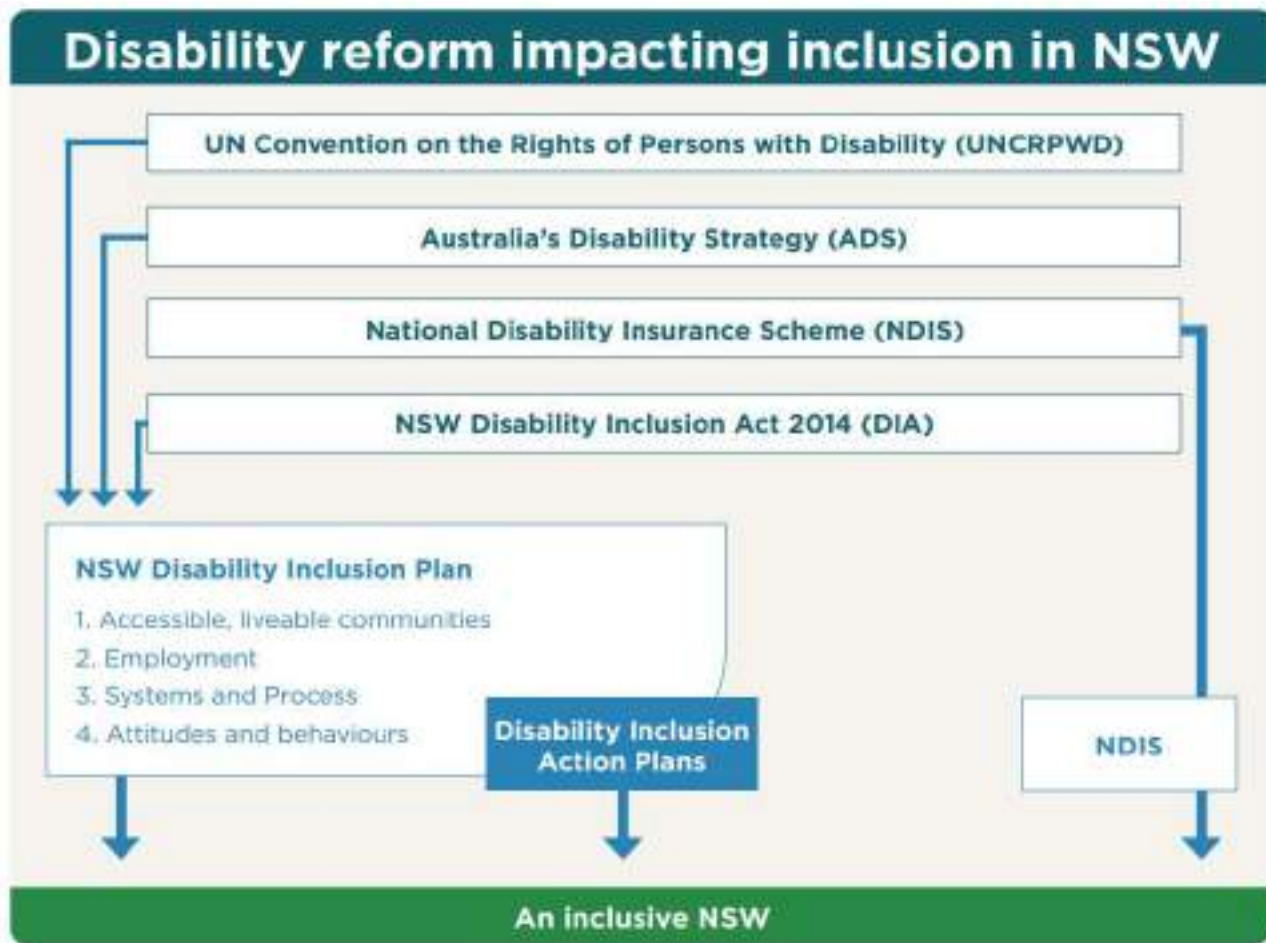 Disability reform impacting inclusion in NSW
UN Convention on the Rights of Persons with Disability (UNCRPWD)
Australia's Disability Strategy (ADS)
National Disability Insurance Scheme (NDIS)
NSW Disability Inclusion Act 2014 (DIA)
NSW Disability Inclusion Plan
1. Accessible, liveable communities
2. Employment
3. Systems and Process
4. Attitudes and behaviours
Disability Inclusion
Action Plans
NDIS
An inclusive NSW